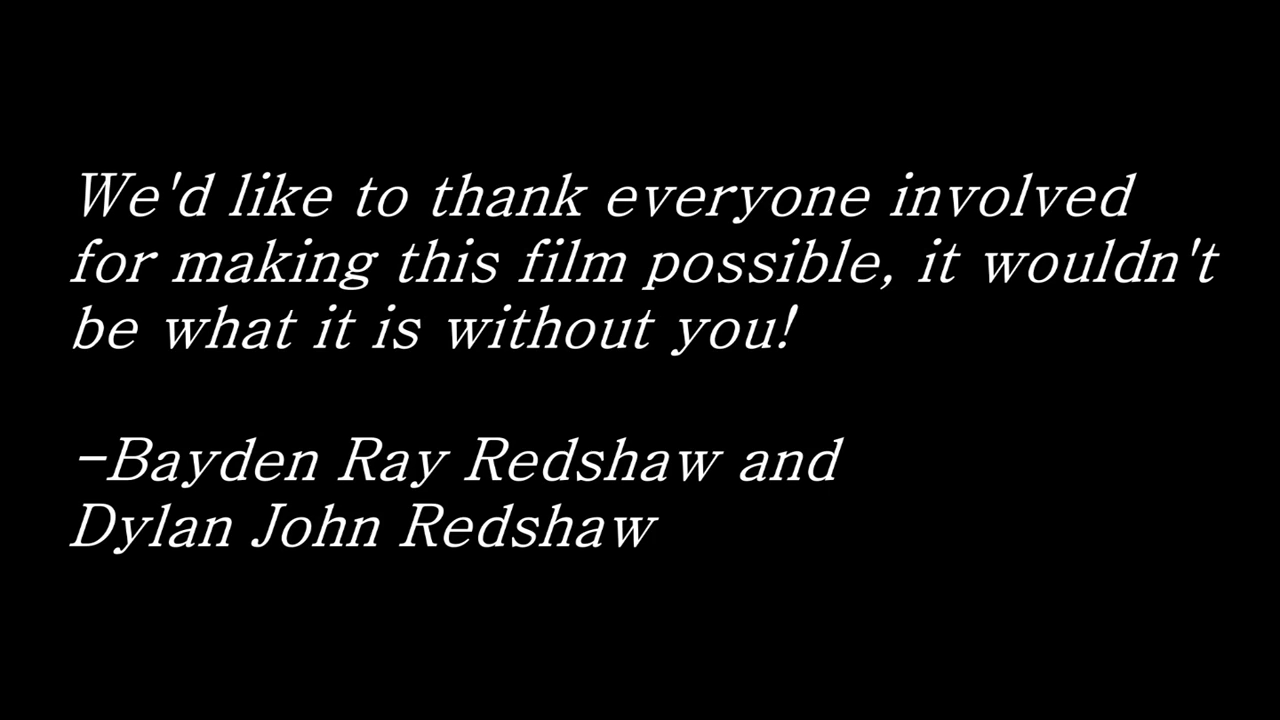 We'd like to thank everyone involved
for making this film possible, it wouldn't
be what it is without you!
-Bayden Ray Redshaw and
Dylan John Redshaw